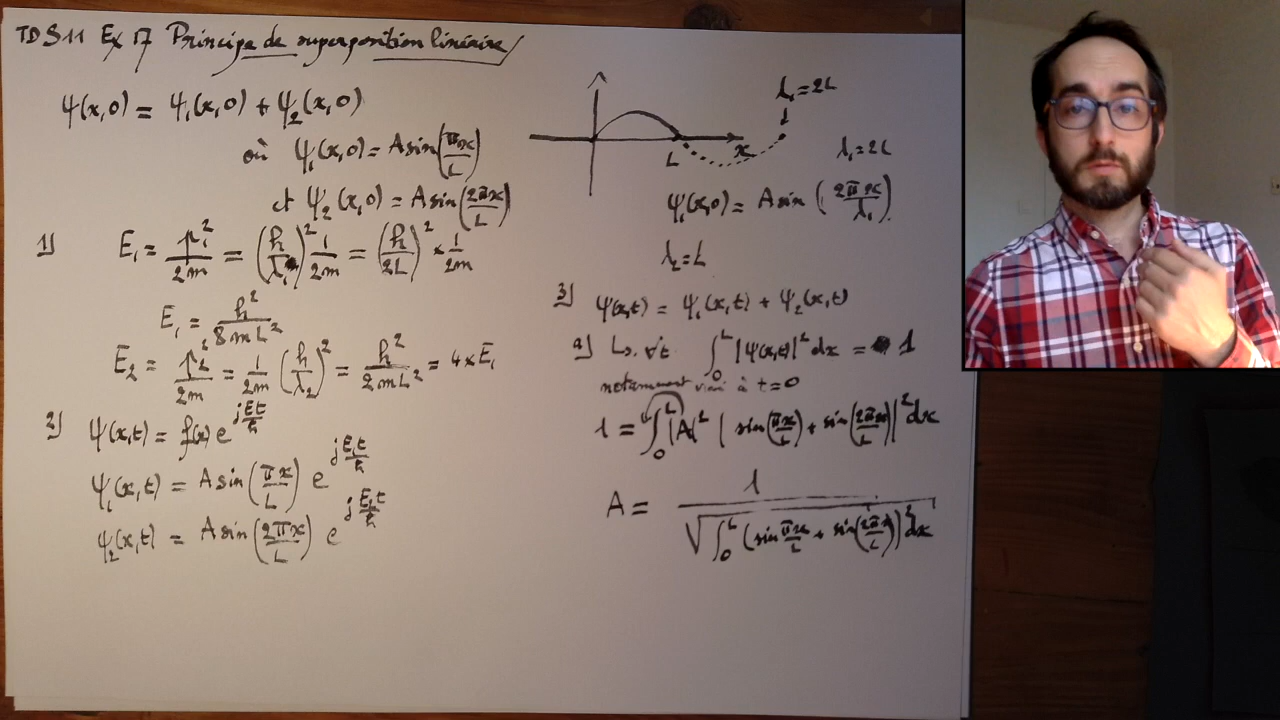 TD S11 Ex 17 Principe de superposition linéaire
ψ(x,0) = ψ₁(x,0) + ψ₂(x,0)
où ψ₁(x,0) = A sin(πx/L)
et ψ₂(x,0) = A sin(2πx/L)
1) E₁ = p₁²/2m = (h/λ₁)² 1/2m = (h/2L)² × 1/2m
E₁ = h²/8mL²
E₂ = p₂²/2m = 1/2m (h/λ₂)² = h²/2mL² = 4×E₁
2) ψ(x,t) = f(x) e^{jEt/ħ}
ψ₁(x,t) = A sin(πx/L) e^{jE₁t/ħ}
ψ₂(x,t) = A sin(2πx/L) e^{jE₂t/ħ}
λ₁=2L
L
x
λ₁=2L
ψ₁(x,0) = A sin(2πx/λ₁)
λ₂=L
3) ψ(x,t) = ψ₁(x,t) + ψ₂(x,t)
a) ∀t ∫₀ᴸ |ψ(x,t)|² dx = 1
notamment vrai à t=0
1 = ∫₀ᴸ |A|² | sin(πx/L) + sin(2πx/L)|² dx
A = 1/√(∫₀ᴸ (sin πx/L + sin(2πx/L))² dx)